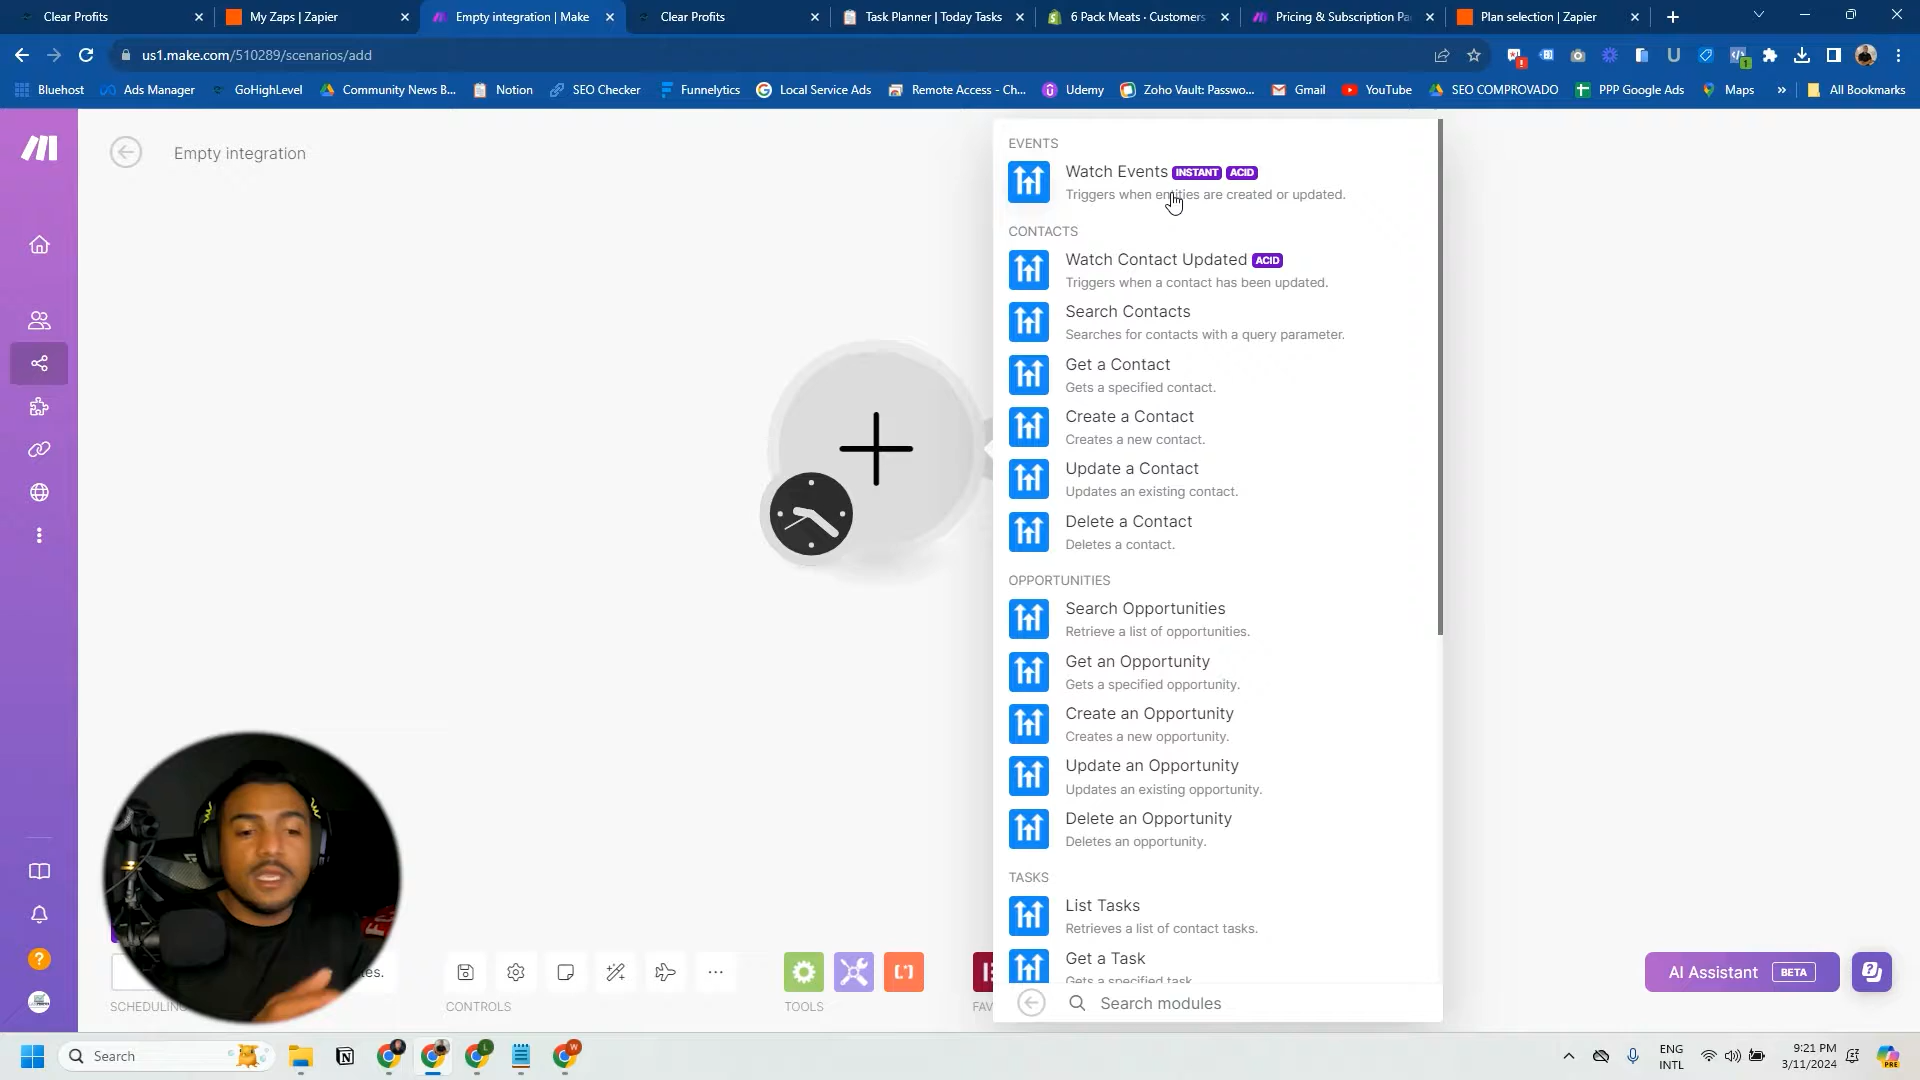 Clear Profits
My Zaps | Zapier
Empty integration | Make
Clear Profits
Task Planner | Today Tasks
6 Pack Meats · Customers
Pricing & Subscription Pa
Plan selection | Zapier
us1.make.com/510289/scenarios/add
Bluehost
Ads Manager
GoHighLevel
Community News B...
Notion
SEO Checker
Funnelytics
Local Service Ads
Remote Access - Ch...
Udemy
Zoho Vault: Passwo...
Gmail
YouTube
SEO COMPROVADO
PPP Google Ads
Maps
All Bookmarks
Empty integration
EVENTS
Watch Events INSTANT ACID
Triggers when entities are created or updated.
CONTACTS
Watch Contact Updated ACID
Triggers when a contact has been updated.
Search Contacts
Searches for contacts with a query parameter.
Get a Contact
Gets a specified contact.
Create a Contact
Creates a new contact.
Update a Contact
Updates an existing contact.
Delete a Contact
Deletes a contact.
OPPORTUNITIES
Search Opportunities
Retrieve a list of opportunities.
Get an Opportunity
Gets a specified opportunity.
Create an Opportunity
Creates a new opportunity.
Update an Opportunity
Updates an existing opportunity.
Delete an Opportunity
Deletes an opportunity.
TASKS
List Tasks
Retrieves a list of contact tasks.
Get a Task
Gets a specified task
Search modules
SCHEDULING
CONTROLS
TOOLS
FAV
AI Assistant BETA
Search
ENG
INTL
9:21 PM
3/11/2024
PRE